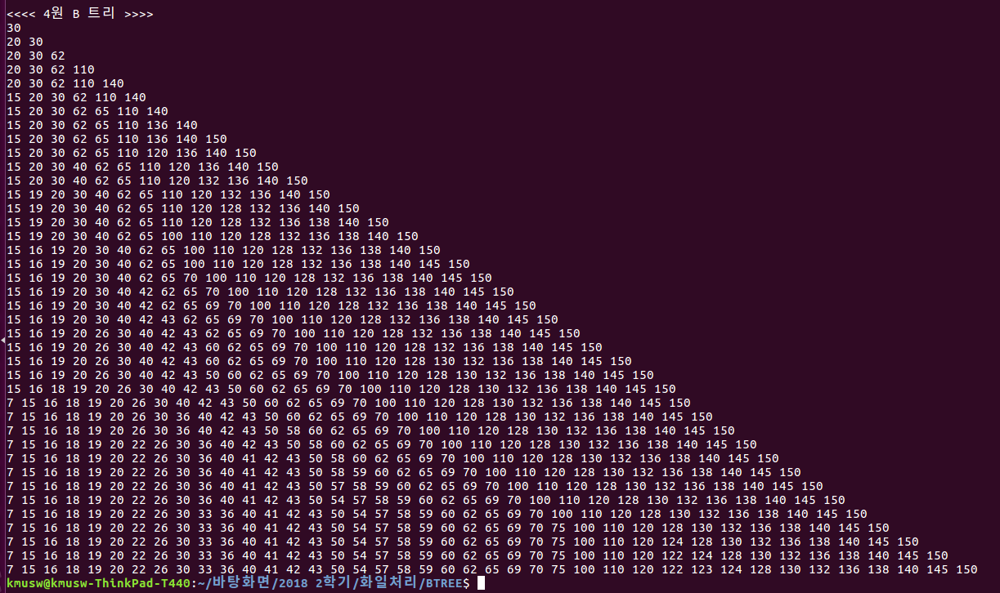 <<<< 4원 B 트리 >>>>
30
20 30
20 30 62
20 30 62 110
20 30 62 110 140
15 20 30 62 110 140
15 20 30 62 65 110 140
15 20 30 62 65 110 136 140
15 20 30 62 65 110 136 140 150
15 20 30 62 65 110 120 136 140 150
15 20 30 40 62 65 110 120 136 140 150
15 20 30 40 62 65 110 120 132 136 140 150
15 19 20 30 40 62 65 110 120 132 136 140 150
15 19 20 30 40 62 65 110 120 128 132 136 140 150
15 19 20 30 40 62 65 110 120 128 132 136 138 140 150
15 19 20 30 40 62 65 100 110 120 128 132 136 138 140 150
15 16 19 20 30 40 62 65 100 110 120 128 132 136 138 140 150
15 16 19 20 30 40 62 65 100 110 120 128 132 136 138 140 145 150
15 16 19 20 30 40 62 65 70 100 110 120 128 132 136 138 140 145 150
15 16 19 20 30 40 42 62 65 70 100 110 120 128 132 136 138 140 145 150
15 16 19 20 30 40 42 62 65 69 70 100 110 120 128 132 136 138 140 145 150
15 16 19 20 30 40 42 43 62 65 69 70 100 110 120 128 132 136 138 140 145 150
15 16 19 20 26 30 40 42 43 62 65 69 70 100 110 120 128 132 136 138 140 145 150
15 16 19 20 26 30 40 42 43 60 62 65 69 70 100 110 120 128 132 136 138 140 145 150
15 16 19 20 26 30 40 42 43 60 62 65 69 70 100 110 120 128 130 132 136 138 140 145 150
15 16 19 20 26 30 40 42 43 50 60 62 65 69 70 100 110 120 128 130 132 136 138 140 145 150
15 16 18 19 20 26 30 40 42 43 50 60 62 65 69 70 100 110 120 128 130 132 136 138 140 145 150
7 15 16 18 19 20 26 30 40 42 43 50 60 62 65 69 70 100 110 120 128 130 132 136 138 140 145 150
7 15 16 18 19 20 26 30 36 40 42 43 50 60 62 65 69 70 100 110 120 128 130 132 136 138 140 145 150
7 15 16 18 19 20 26 30 36 40 42 43 50 58 60 62 65 69 70 100 110 120 128 130 132 136 138 140 145 150
7 15 16 18 19 20 22 26 30 36 40 42 43 50 58 60 62 65 69 70 100 110 120 128 130 132 136 138 140 145 150
7 15 16 18 19 20 22 26 30 36 40 41 42 43 50 58 60 62 65 69 70 100 110 120 128 130 132 136 138 140 145 150
7 15 16 18 19 20 22 26 30 36 40 41 42 43 50 58 59 60 62 65 69 70 100 110 120 128 130 132 136 138 140 145 150
7 15 16 18 19 20 22 26 30 36 40 41 42 43 50 57 58 59 60 62 65 69 70 100 110 120 128 130 132 136 138 140 145 150
7 15 16 18 19 20 22 26 30 36 40 41 42 43 50 54 57 58 59 60 62 65 69 70 100 110 120 128 130 132 136 138 140 145 150
7 15 16 18 19 20 22 26 30 33 36 40 41 42 43 50 54 57 58 59 60 62 65 69 70 100 110 120 128 130 132 136 138 140 145 150
7 15 16 18 19 20 22 26 30 33 36 40 41 42 43 50 54 57 58 59 60 62 65 69 70 75 100 110 120 128 130 132 136 138 140 145 150
7 15 16 18 19 20 22 26 30 33 36 40 41 42 43 50 54 57 58 59 60 62 65 69 70 75 100 110 120 124 128 130 132 136 138 140 145 150
7 15 16 18 19 20 22 26 30 33 36 40 41 42 43 50 54 57 58 59 60 62 65 69 70 75 100 110 120 122 124 128 130 132 136 138 140 145 150
7 15 16 18 19 20 22 26 30 33 36 40 41 42 43 50 54 57 58 59 60 62 65 69 70 75 100 110 120 122 123 124 128 130 132 136 138 140 145 150
kmusw@kmusw-ThinkPad-T440:~/바탕화면/2018 2학기/화일처리/BTREE$